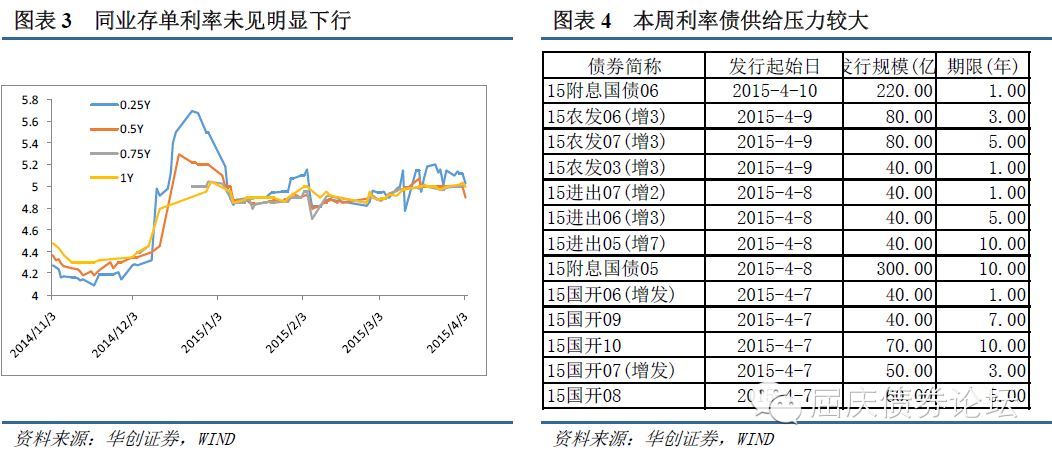 图表 3 同业存单利率未见明显下行
5.8
5.6
5.4
5.2
5
4.8
4.6
4.4
4.2
4
0.25Y
0.5Y
0.75Y
1Y
2014/11/3
2014/12/3
2015/1/3
2015/2/3
2015/3/3
2015/4/3
资料来源：华创证券，WIND
图表 4 本周利率债供给压力较大
债券简称 发行起始日 发行规模(亿 期限(年)
15附息国债06 2015-4-10 220.00 1.00
15农发06(增3) 2015-4-9 80.00 3.00
15农发07(增3) 2015-4-9 80.00 5.00
15农发03(增3) 2015-4-9 40.00 1.00
15进出07(增2) 2015-4-8 40.00 1.00
15进出06(增3) 2015-4-8 40.00 5.00
15进出05(增7) 2015-4-8 40.00 10.00
15附息国债05 2015-4-8 300.00 10.00
15国开06(增发) 2015-4-7 40.00 1.00
15国开09 2015-4-7 40.00 7.00
15国开10 2015-4-7 70.00 10.00
15国开07(增发) 2015-4-7 50.00 3.00
15国开08 2015-4-7 60.00 5.00
屈庆债券论坛
资料来源：华创证券，WIND